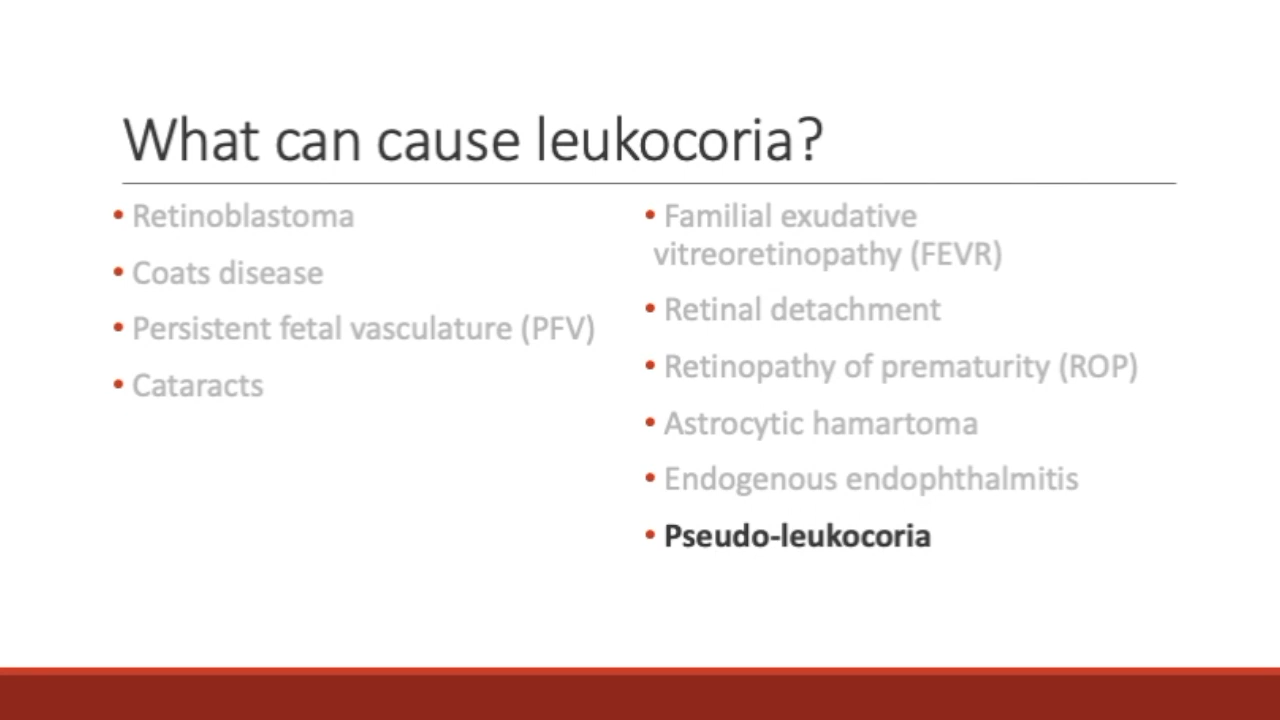 What can cause leukocoria?
• Retinoblastoma
• Coats disease
• Persistent fetal vasculature (PFV)
• Cataracts
• Familial exudative
vitreoretinopathy (FEVR)
• Retinal detachment
• Retinopathy of prematurity (ROP)
• Astrocytic hamartoma
• Endogenous endophthalmitis
• Pseudo-leukocoria